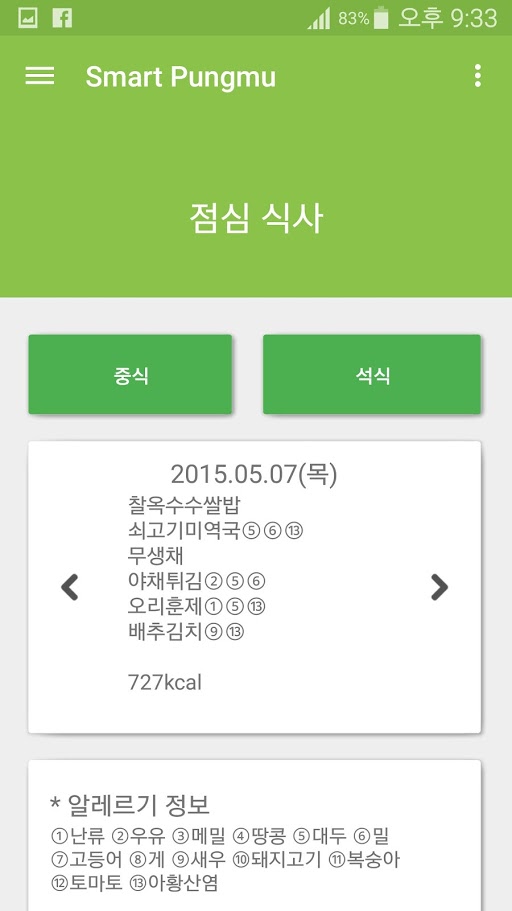 83% 오후 9:33
Smart Pungmu
점심 식사
중식 석식
2015.05.07(목)
찰옥수수쌀밥
쇠고기미역국⑤⑥⑬
무생채
야채튀김②⑤⑥
오리훈제①⑤⑬
배추김치⑨⑬
727kcal
* 알레르기 정보
①난류 ②우유 ③메밀 ④땅콩 ⑤대두 ⑥밀
⑦고등어 ⑧게 ⑨새우 ⑩돼지고기 ⑪복숭아
⑫토마토 ⑬아황산염